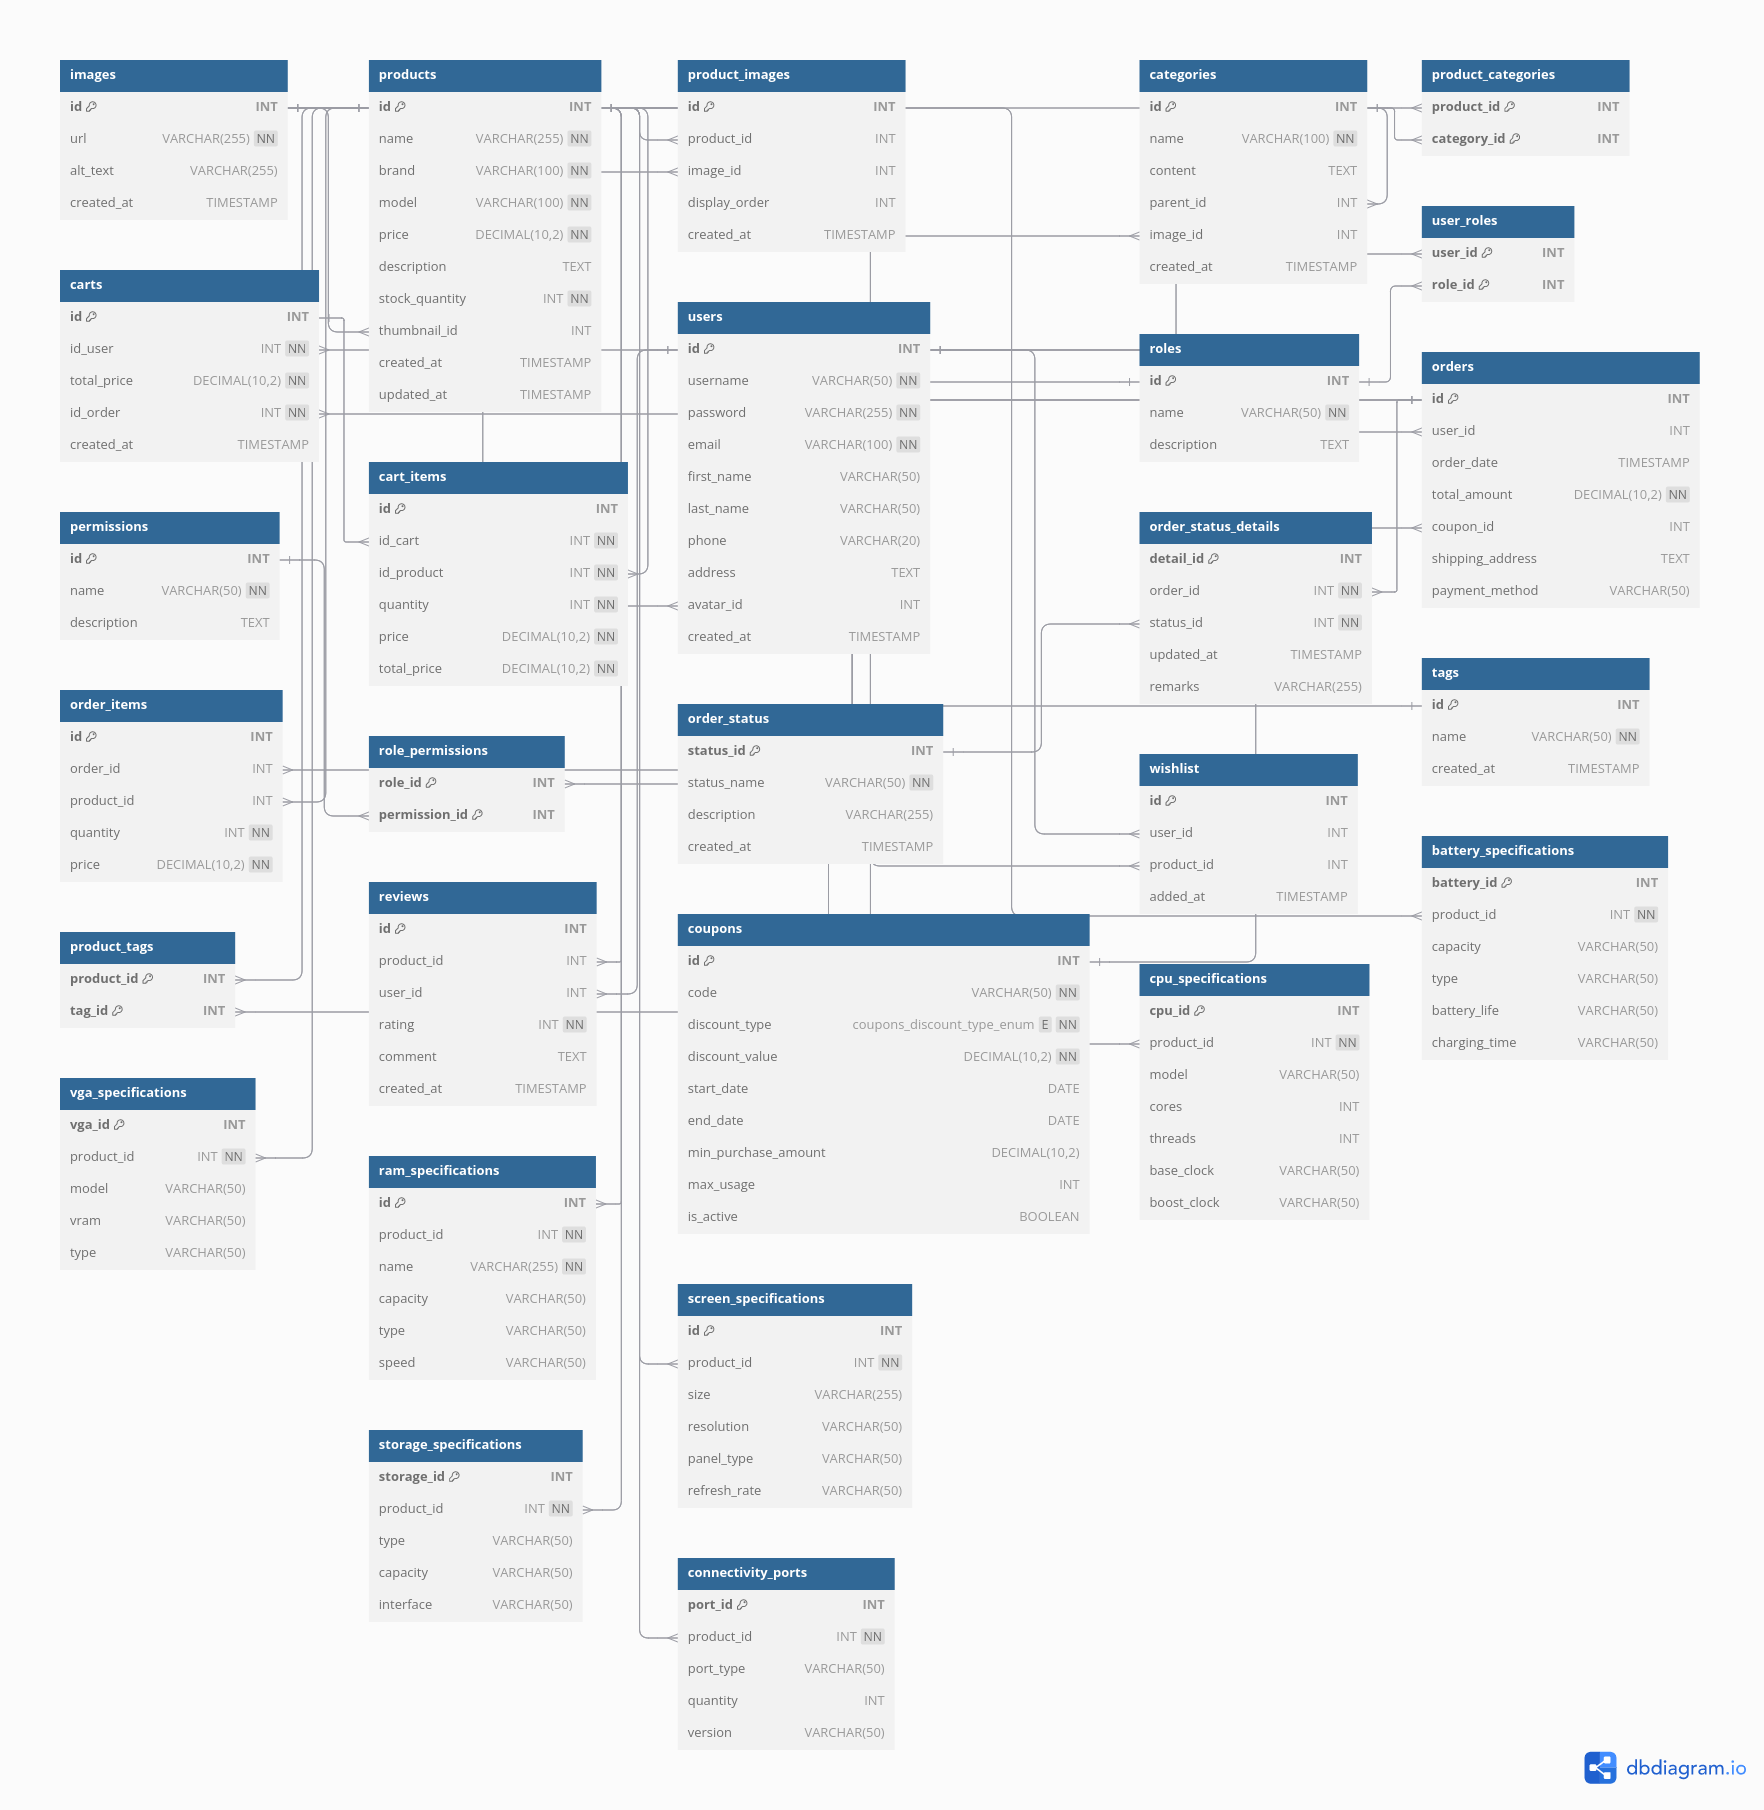 images
id INT
url VARCHAR(255) NN
alt_text VARCHAR(255)
created_at TIMESTAMP
carts
id INT
id_user INT NN
total_price DECIMAL(10,2) NN
id_order INT NN
created_at TIMESTAMP
permissions
id INT
name VARCHAR(50) NN
description TEXT
order_items
id INT
order_id INT
product_id INT
quantity INT NN
price DECIMAL(10,2) NN
product_tags
product_id INT
tag_id INT
vga_specifications
vga_id INT
product_id INT NN
model VARCHAR(50)
vram VARCHAR(50)
type VARCHAR(50)
products
id INT
name VARCHAR(255) NN
brand VARCHAR(100) NN
model VARCHAR(100) NN
price DECIMAL(10,2) NN
description TEXT
stock_quantity INT NN
thumbnail_id INT
created_at TIMESTAMP
updated_at TIMESTAMP
cart_items
id INT
id_cart INT NN
id_product INT NN
quantity INT NN
price DECIMAL(10,2) NN
total_price DECIMAL(10,2) NN
role_permissions
role_id INT
permission_id INT
reviews
id INT
product_id INT
user_id INT
rating INT NN
comment TEXT
created_at TIMESTAMP
ram_specifications
id INT
product_id INT NN
name VARCHAR(255) NN
capacity VARCHAR(50)
type VARCHAR(50)
speed VARCHAR(50)
storage_specifications
storage_id INT
product_id INT NN
type VARCHAR(50)
capacity VARCHAR(50)
interface VARCHAR(50)
product_images
id INT
product_id INT
image_id INT
display_order INT
created_at TIMESTAMP
users
id INT
username VARCHAR(50) NN
password VARCHAR(255) NN
email VARCHAR(100) NN
first_name VARCHAR(50)
last_name VARCHAR(50)
phone VARCHAR(20)
address TEXT
avatar_id INT
created_at TIMESTAMP
order_status
status_id INT
status_name VARCHAR(50) NN
description VARCHAR(255)
created_at TIMESTAMP
coupons
id INT
code VARCHAR(50) NN
discount_type coupons_discount_type_enum E NN
discount_value DECIMAL(10,2) NN
start_date DATE
end_date DATE
min_purchase_amount DECIMAL(10,2)
max_usage INT
is_active BOOLEAN
screen_specifications
id INT
product_id INT NN
size VARCHAR(255)
resolution VARCHAR(50)
panel_type VARCHAR(50)
refresh_rate VARCHAR(50)
connectivity_ports
port_id INT
product_id INT NN
port_type VARCHAR(50)
quantity INT
version VARCHAR(50)
categories
id INT
name VARCHAR(100) NN
content TEXT
parent_id INT
image_id INT
created_at TIMESTAMP
roles
id INT
name VARCHAR(50) NN
description TEXT
order_status_details
detail_id INT
order_id INT NN
status_id INT NN
updated_at TIMESTAMP
remarks VARCHAR(255)
wishlist
id INT
user_id INT
product_id INT
added_at TIMESTAMP
cpu_specifications
cpu_id INT
product_id INT NN
model VARCHAR(50)
cores INT
threads INT
base_clock VARCHAR(50)
boost_clock VARCHAR(50)
product_categories
product_id INT
category_id INT
user_roles
user_id INT
role_id INT
orders
id INT
user_id INT
order_date TIMESTAMP
total_amount DECIMAL(10,2) NN
coupon_id INT
shipping_address TEXT
payment_method VARCHAR(50)
tags
id INT
name VARCHAR(50) NN
created_at TIMESTAMP
battery_specifications
battery_id INT
product_id INT NN
capacity VARCHAR(50)
type VARCHAR(50)
battery_life VARCHAR(50)
charging_time VARCHAR(50)
dbdiagram.io